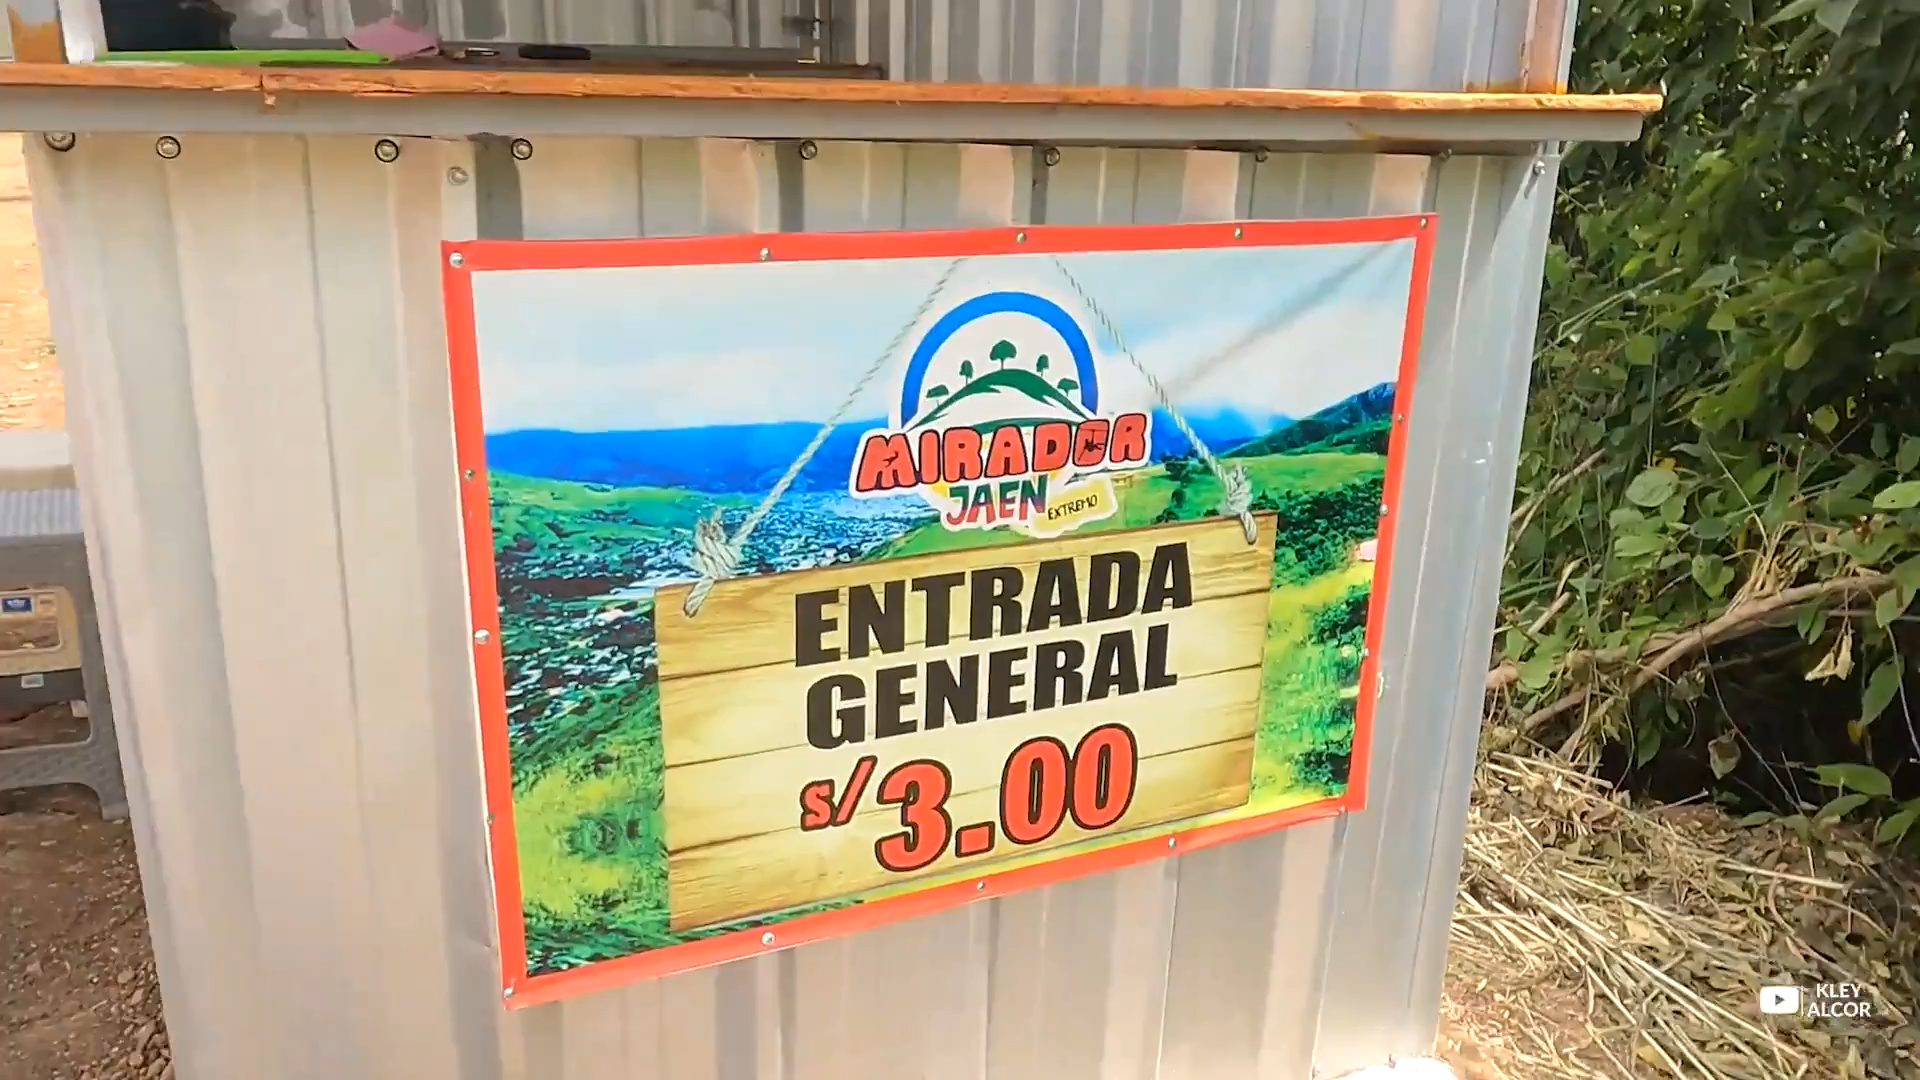 MIRADOR
JAEN EXTREMO
ENTRADA
GENERAL
s/3.00
KLEY
ALCOR